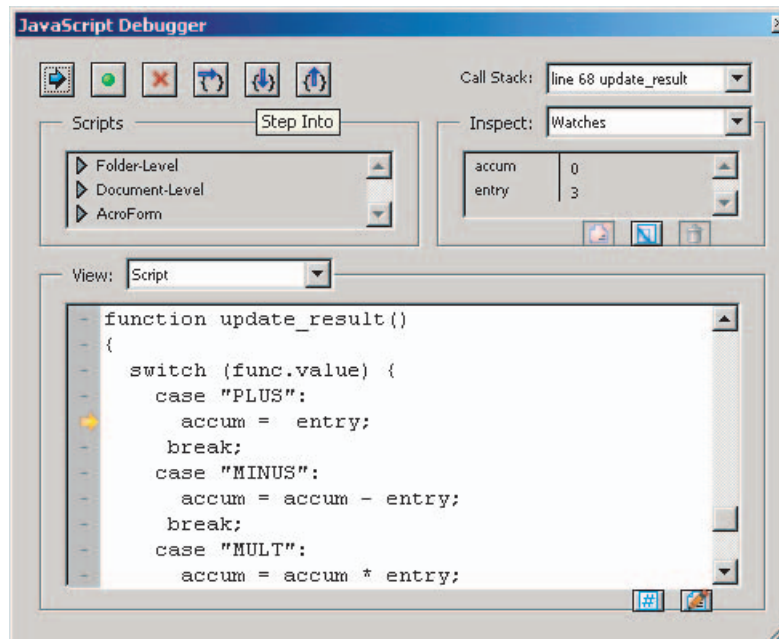 JavaScript Debugger
Call Stack: line 68 update_result
Step Into
Scripts
Folder-Level
Document-Level
AcroForm
Inspect: Watches
accum 0
entry 3
View: Script
function update_result()
{
switch (func.value) {
case "PLUS":
accum =  entry;
break;
case "MINUS":
accum = accum - entry;
break;
case "MULT":
accum = accum * entry;